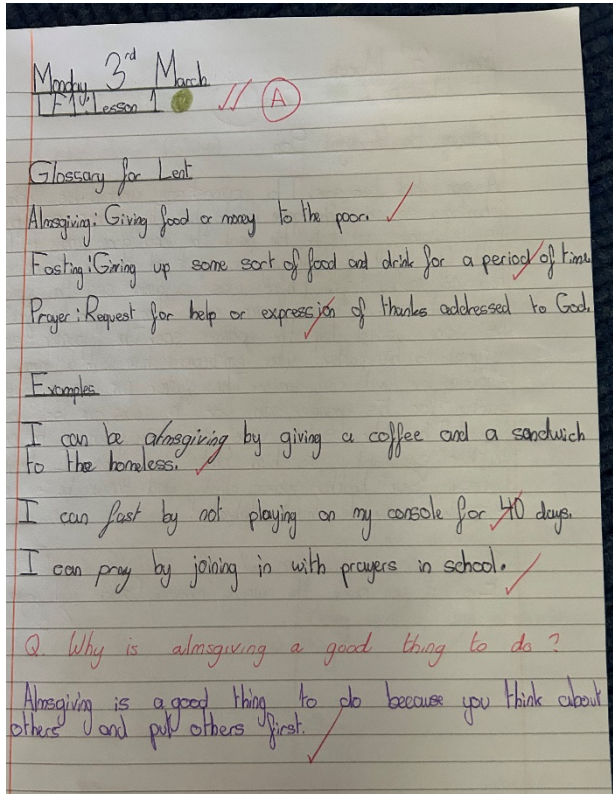 Monday 3rd March
LF1: Lesson 1 A
Glossary for Lent
Almsgiving: Giving food or money to the poor.
Fasting: Giving up some sort of food and drink for a period of time
Prayer: Request for help or expression of thanks addressed to God.
Examples
I can be almsgiving by giving a coffee and a sandwich
to the homeless.
I can fast by not playing on my console for 40 days.
I can pray by joining in with prayers in school.
Q. Why is almsgiving a good thing to do?
Almsgiving is a good thing to do because you think about
others and put others first.